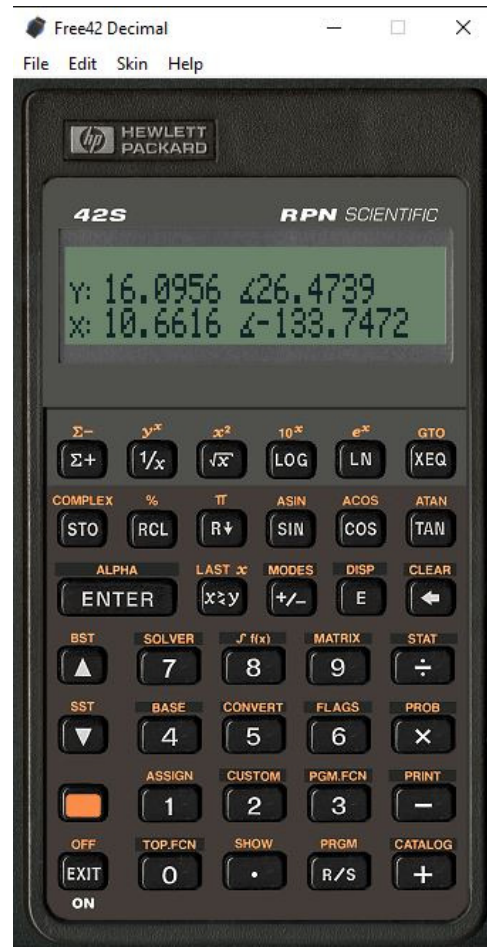 Free42 Decimal
File Edit Skin Help
hp HEWLETT
PACKARD
42S RPN SCIENTIFIC
Y: 16.0956 ∡26.4739
X: 10.6616 ∡-133.7472
Σ− yˣ x² 10ˣ eˣ GTO
Σ+ 1/x √x LOG LN XEQ
COMPLEX % π ASIN ACOS ATAN
STO RCL R↓ SIN COS TAN
ALPHA LAST x MODES DISP CLEAR
ENTER x≷y +/− E ←
BST SOLVER ∫f(x) MATRIX STAT
▲ 7 8 9 ÷
SST BASE CONVERT FLAGS PROB
▼ 4 5 6 ×
ASSIGN CUSTOM PGM.FCN PRINT
1 2 3 −
OFF TOP.FCN SHOW PRGM CATALOG
EXIT 0 . R/S +
ON